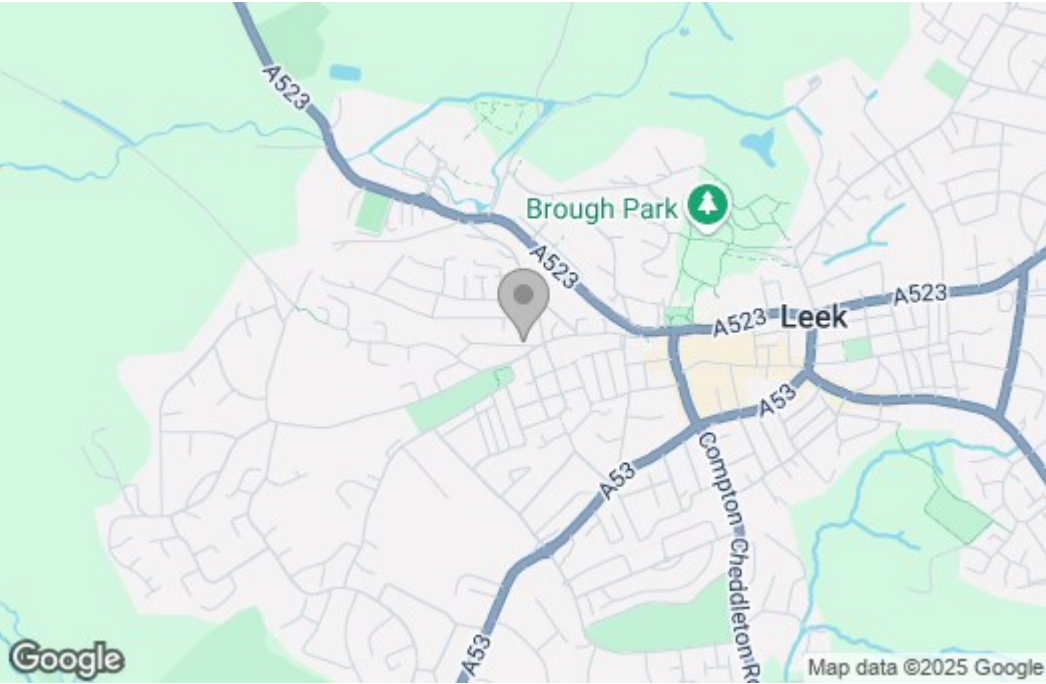 A523
Brough Park
A523
A523
Leek
A523
A53
A53
Compton
Cheddleton Ro
A53
Google
Map data ©2025 Google